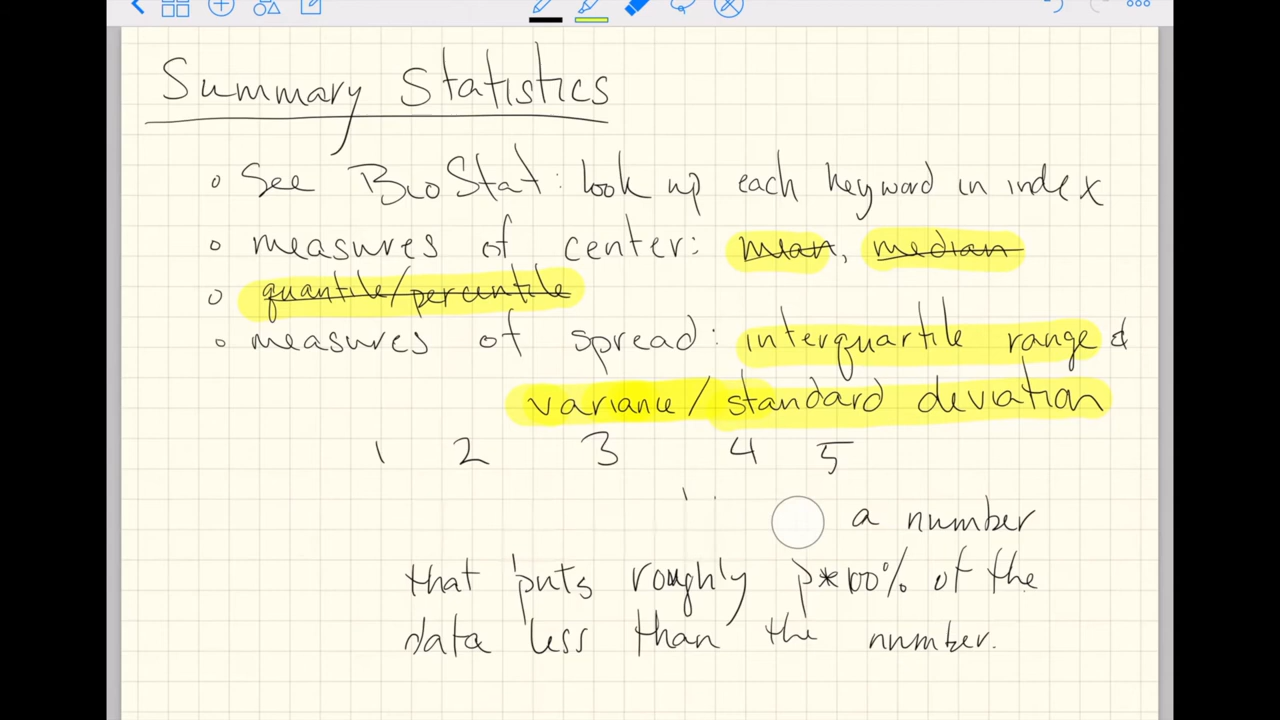 Summary Statistics
See BioStat: look up each keyword in index
measures of center: mean, median
quantile/percentile
measures of spread: interquartile range &
variance/standard deviation
1 2 3 4 5
a number
that puts roughly p*100% of the
data less than the number.